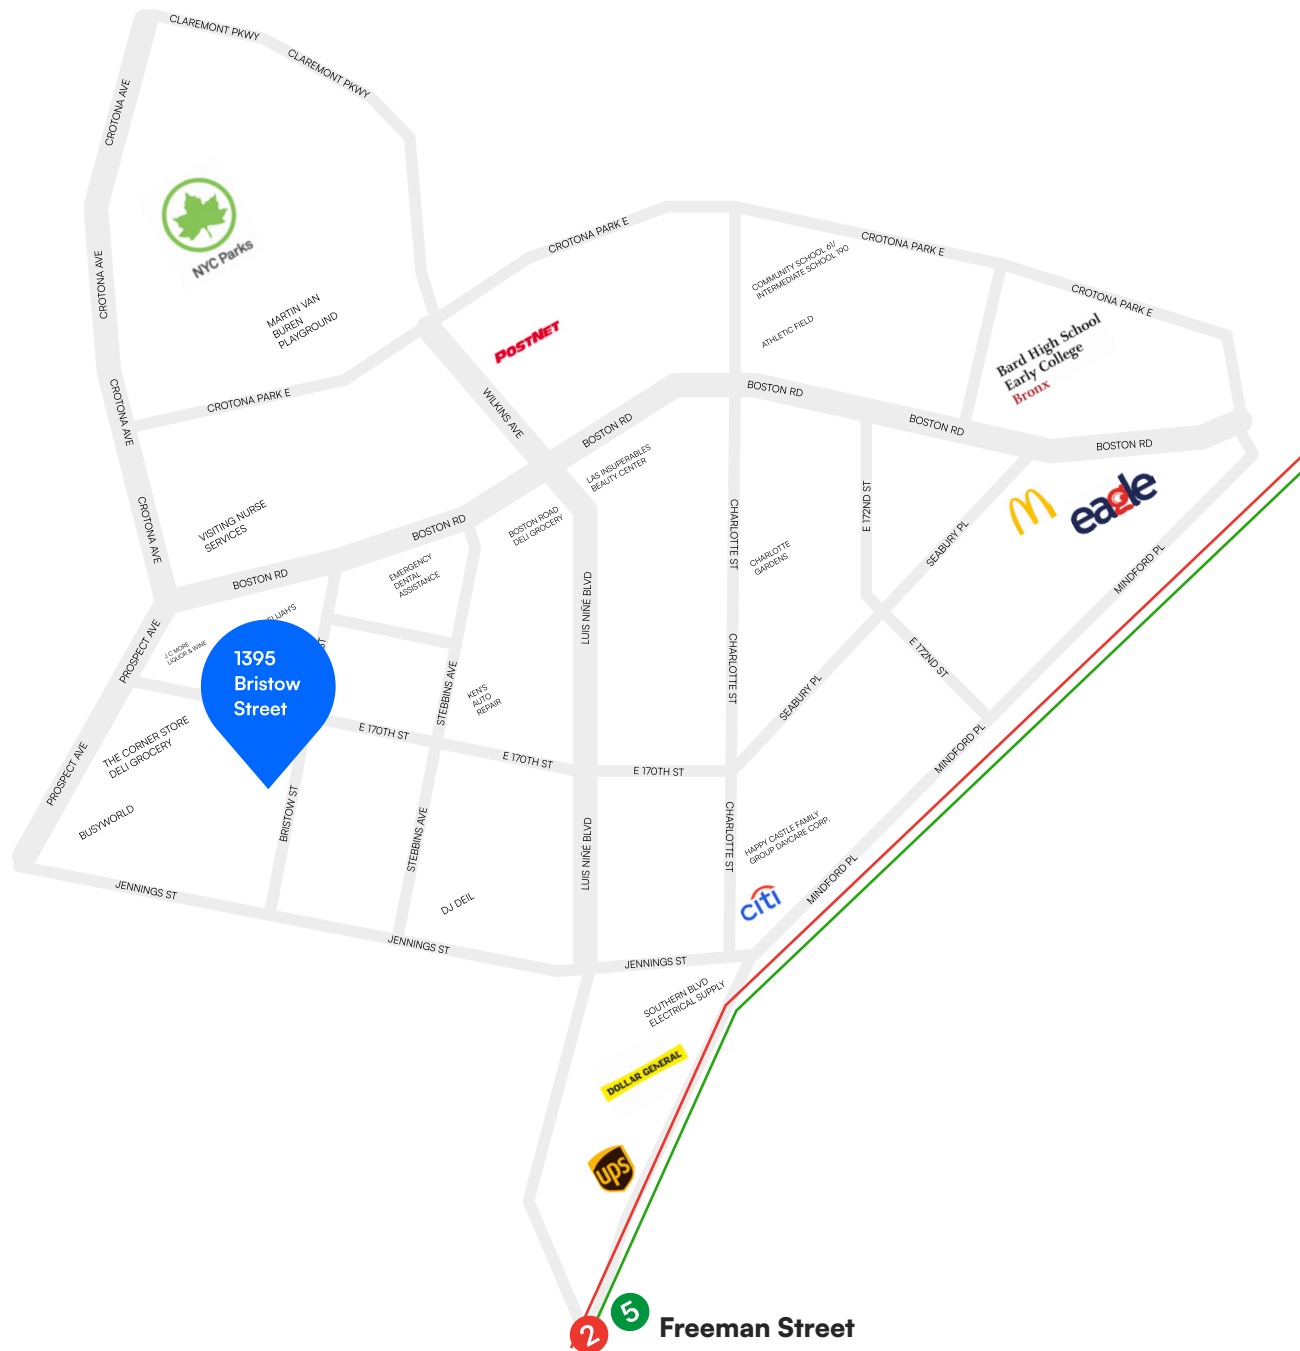 CLAREMONT PKWY
CLAREMONT PKWY
CROTONA AVE
NYC Parks
CROTONA PARK E
COMMUNITY SCHOOL 61/
INTERMEDIATE SCHOOL 190
CROTONA PARK E
CROTONA AVE
MARTIN VAN
BUREN
PLAYGROUND
CROTONA PARK E
POSTNET
ATHLETIC FIELD
Bard High School
Early College
Bronx
CROTONA PARK E
CROTONA AVE
WILKINS AVE
BOSTON RD
BOSTON RD
BOSTON RD
BOSTON RD
LAS INSUPERABLES
BEAUTY CENTER
CROTONA AVE
VISITING NURSE
SERVICES
BOSTON RD
BOSTON ROAD
DELI GROCERY
CHARLOTTE ST
E 172ND ST
SEABURY PL
eagle
BOSTON RD
EMERGENCY
DENTAL
ASSISTANCE
CHARLOTTE
GARDENS
MINDFORD PL
LUIS NIÑE BLVD
PROSPECT AVE
J C MORE
LIQUOR & WINE
ELIJAH'S
ST
1395
Bristow
Street
STEBBINS AVE
KEN'S
AUTO
REPAIR
CHARLOTTE ST
SEABURY PL
E 172ND ST
THE CORNER STORE
DELI GROCERY
E 170TH ST
E 170TH ST
E 170TH ST
MINDFORD PL
PROSPECT AVE
BUSYWORLD
BRISTOW ST
STEBBINS AVE
LUIS NIÑE BLVD
CHARLOTTE ST
HAPPY CASTLE FAMILY
GROUP DAYCARE CORP.
MINDFORD PL
JENNINGS ST
DJ DEIL
citi
JENNINGS ST
JENNINGS ST
SOUTHERN BLVD
ELECTRICAL SUPPLY
DOLLAR GENERAL
ups
5
2
Freeman Street